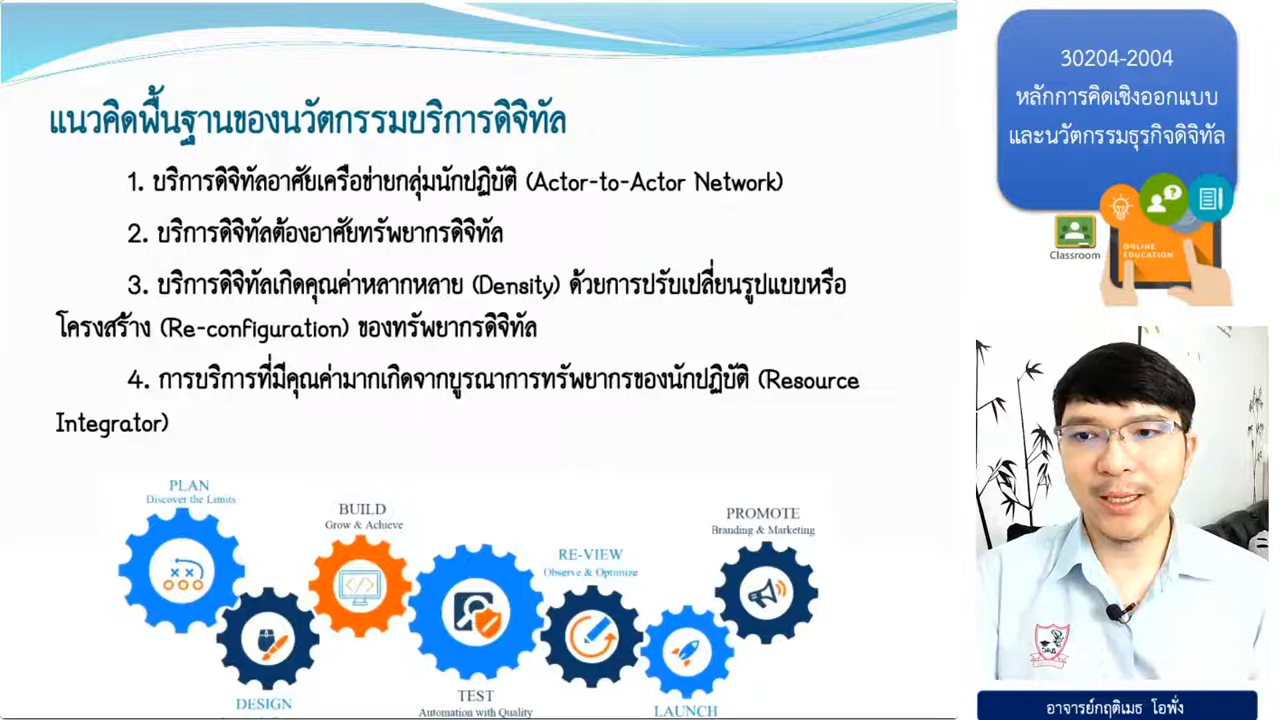 แนวคิดพื้นฐานของนวัตกรรมบริการดิจิทัล
1. บริการดิจิทัลอาศัยเครือข่ายกลุ่มนักปฏิบัติ (Actor-to-Actor Network)
2. บริการดิจิทัลต้องอาศัยทรัพยากรดิจิทัล
3. บริการดิจิทัลเกิดคุณค่าหลากหลาย (Density) ด้วยการปรับเปลี่ยนรูปแบบหรือ
โครงสร้าง (Re-configuration) ของทรัพยากรดิจิทัล
4. การบริการที่มีคุณค่ามากเกิดจากบูรณาการทรัพยากรของนักปฏิบัติ (Resource
Integrator)
PLAN
Discover the Limits
BUILD
Grow & Achieve
RE-VIEW
Observe & Optimize
PROMOTE
Branding & Marketing
DESIGN
TEST
Automation with Quality
LAUNCH
30204-2004
หลักการคิดเชิงออกแบบ
และนวัตกรรมธุรกิจดิจิทัล
Classroom
ONLINE
EDUCATION
อาจารย์กฤติเมธ โอพั่ง